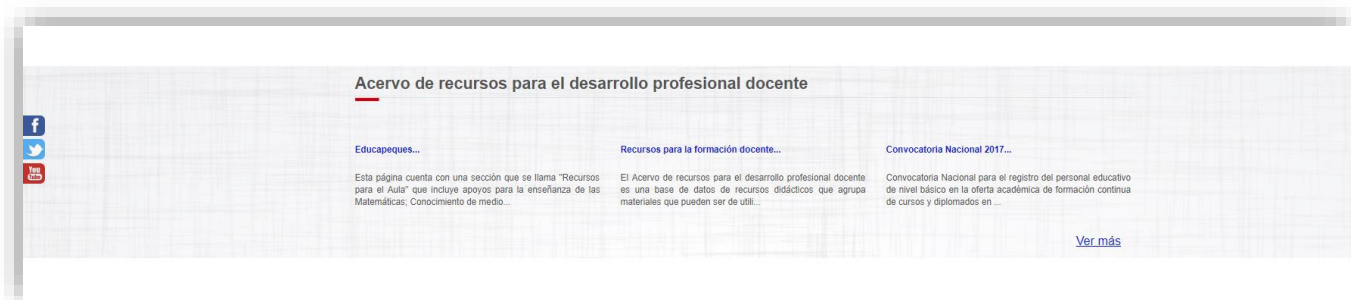 Acervo de recursos para el desarrollo profesional docente
f
You
Tube
Educapeques...
Esta página cuenta con una sección que se llama "Recursos
para el Aula" que incluye apoyos para la enseñanza de las
Matemáticas; Conocimiento de medio...
Recursos para la formación docente...
El Acervo de recursos para el desarrollo profesional docente
es una base de datos de recursos didácticos que agrupa
materiales que pueden ser de utili...
Convocatoria Nacional 2017...
Convocatoria Nacional para el registro del personal educativo
de nivel básico en la oferta académica de formación continua
de cursos y diplomados en ...
Ver más